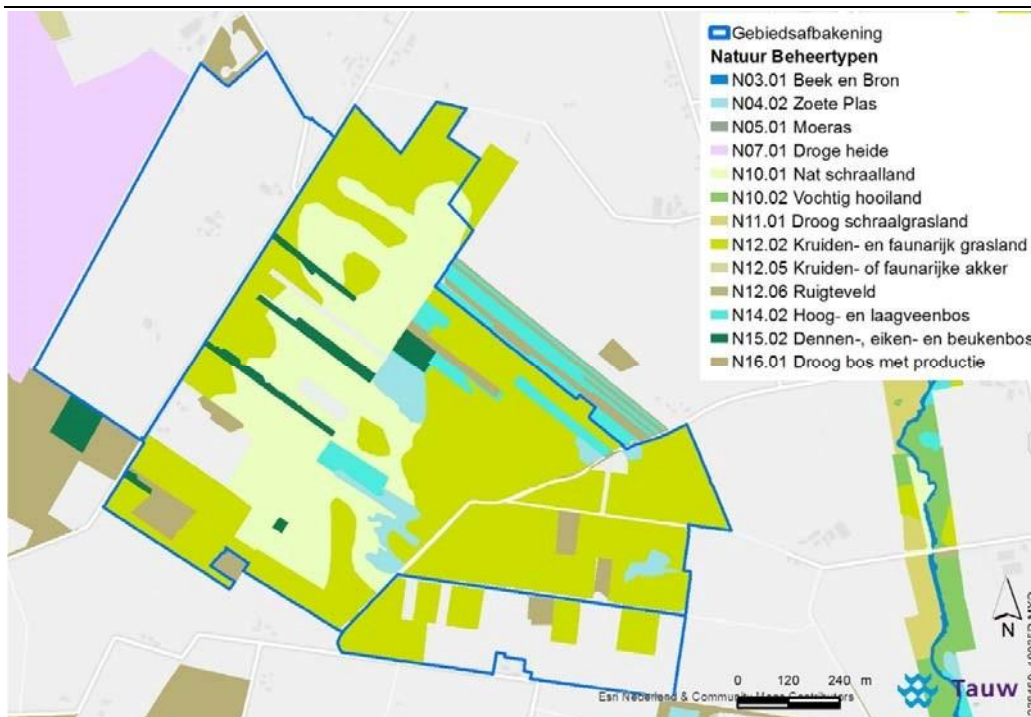 Gebiedsafbakening
Natuur Beheertypen
N03.01 Beek en Bron
N04.02 Zoete Plas
N05.01 Moeras
N07.01 Droge heide
N10.01 Nat schraalland
N10.02 Vochtig hooiland
N11.01 Droog schraalgrasland
N12.02 Kruiden- en faunarijk grasland
N12.05 Kruiden- of faunarijke akker
N12.06 Ruigteveld
N14.02 Hoog- en laagveenbos
N15.02 Dennen-, eiken- en beukenbos
N16.01 Droog bos met productie
N
0 120 240 m
Esri Nederland & Community Maps Contributors
Tauw